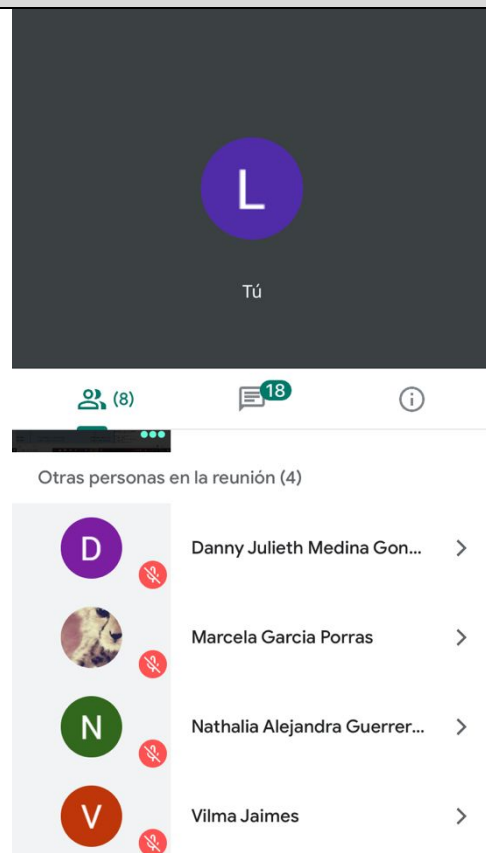 L
Tú
(8)
18
Otras personas en la reunión (4)
D
Danny Julieth Medina Gon...
Marcela Garcia Porras
N
Nathalia Alejandra Guerrer...
V
Vilma Jaimes